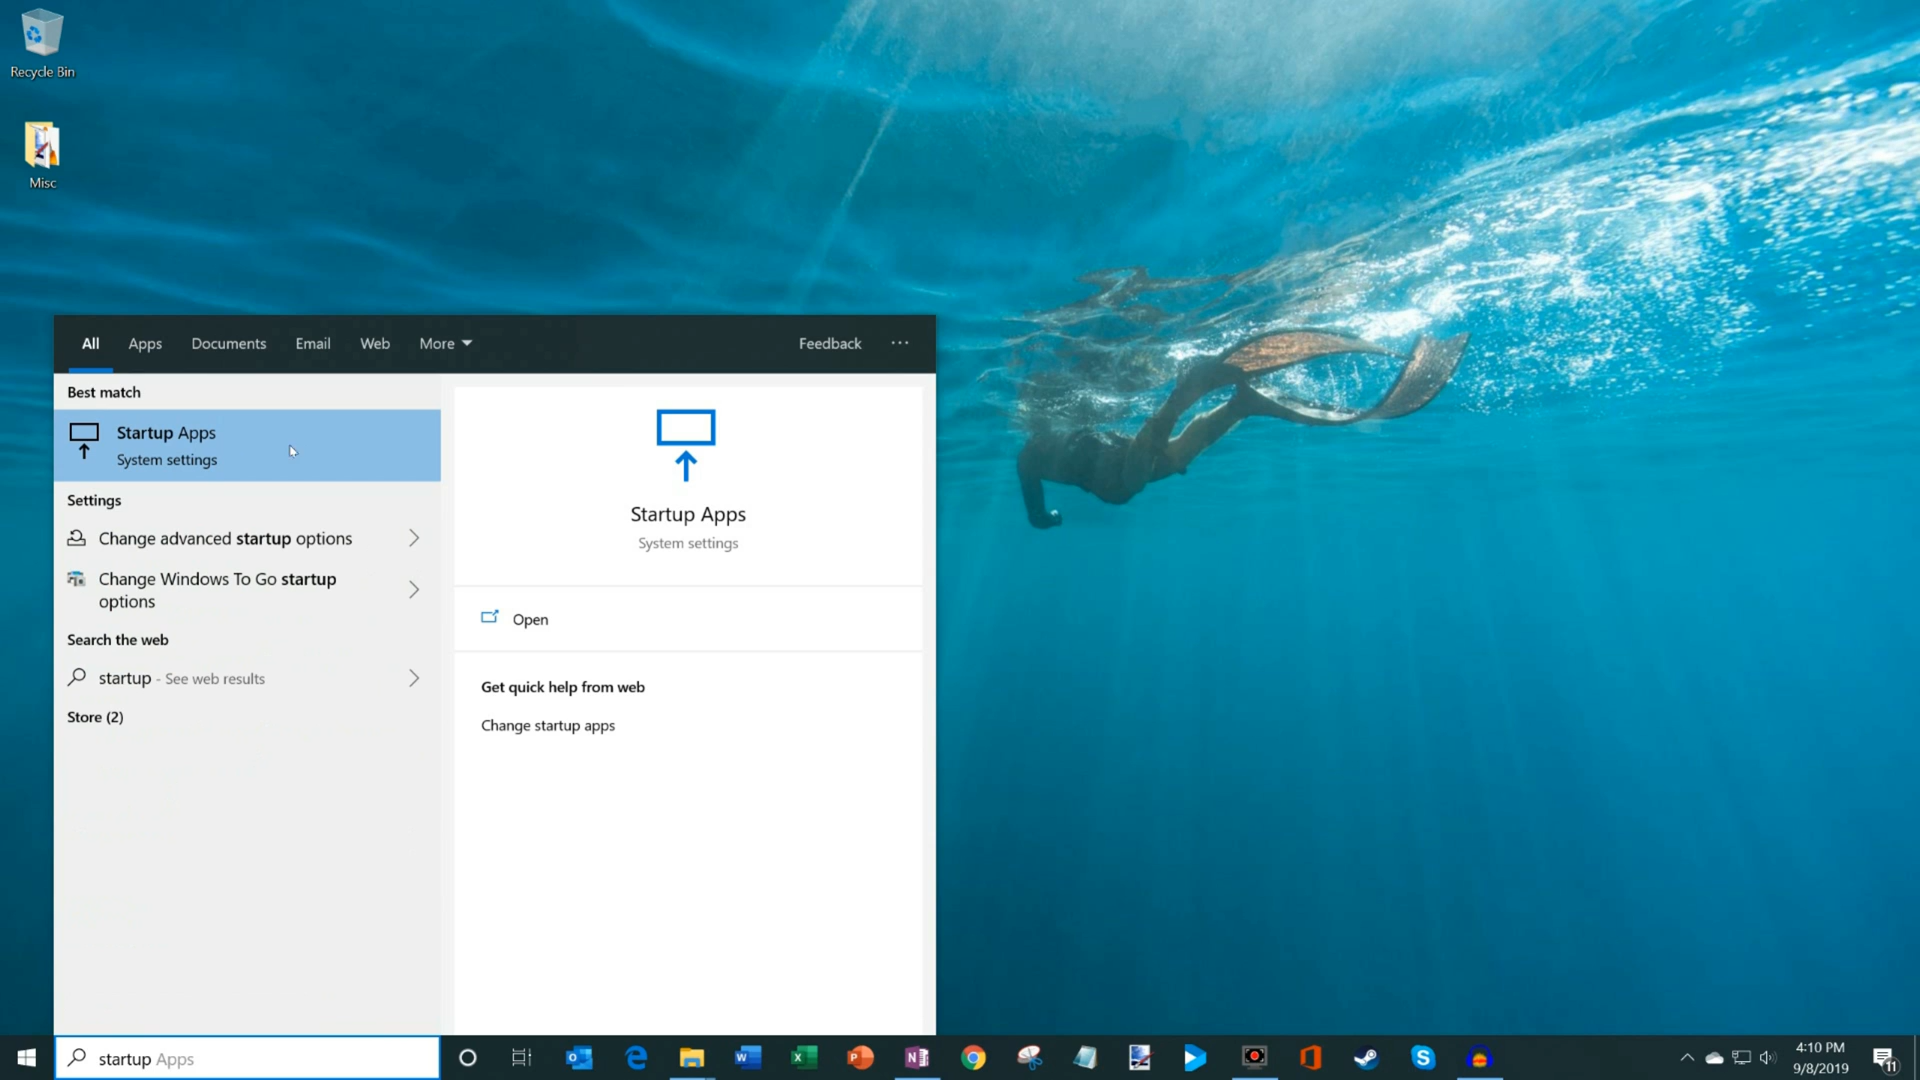 Recycle Bin
Misc
All Apps Documents Email Web More Feedback ...
Best match
Startup Apps
System settings
Settings
Change advanced startup options
Change Windows To Go startup
options
Search the web
startup - See web results
Store (2)
Startup Apps
System settings
Open
Get quick help from web
Change startup apps
startup Apps
4:10 PM
9/8/2019
11